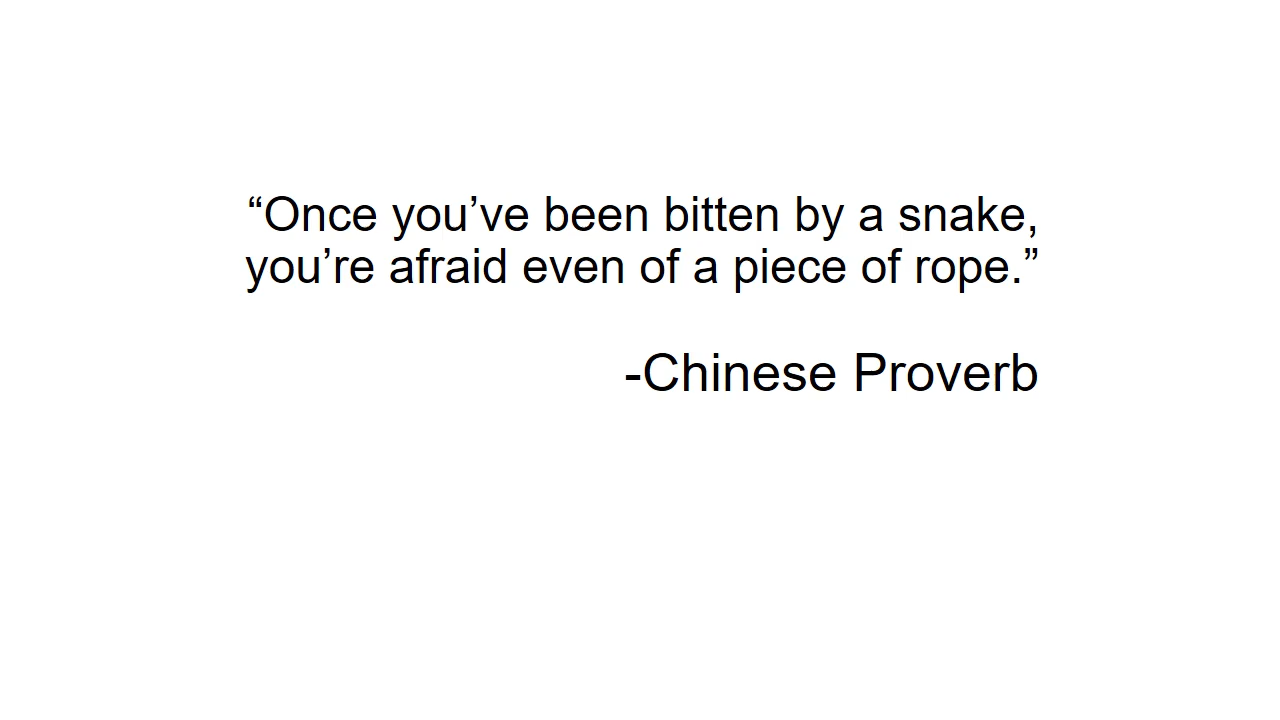 “Once you’ve been bitten by a snake,
you’re afraid even of a piece of rope.”
-Chinese Proverb